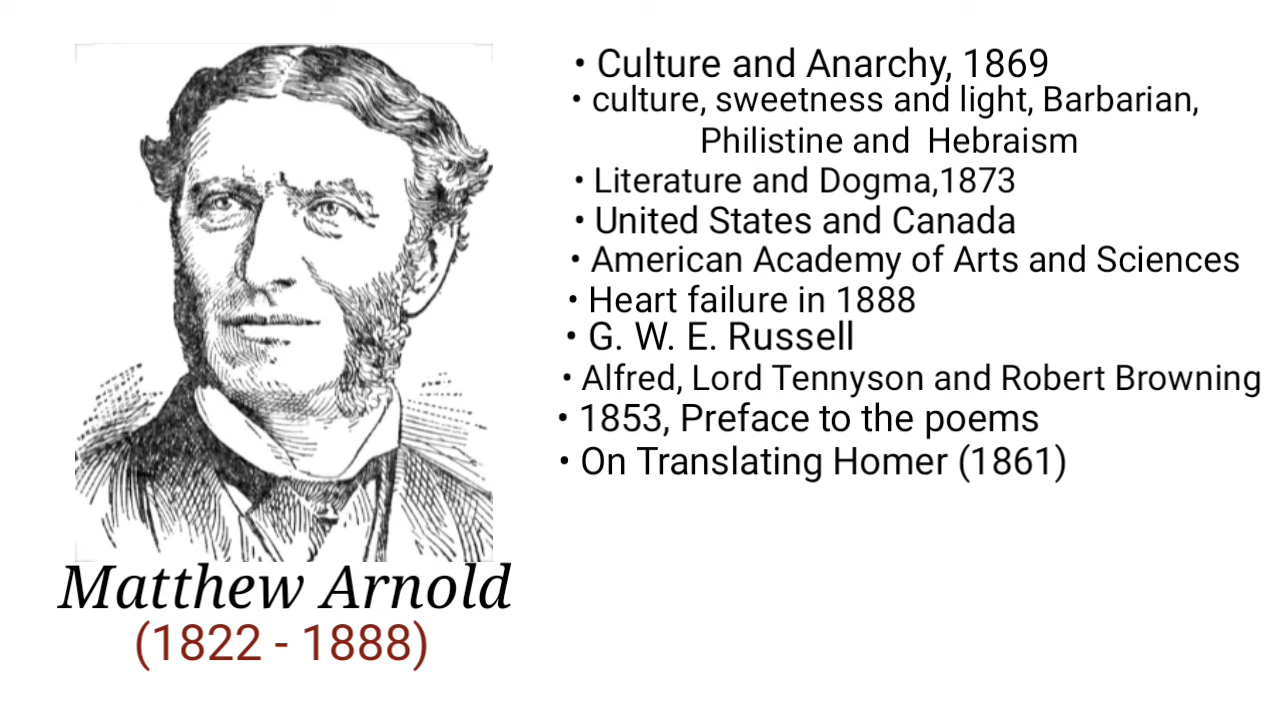 • Culture and Anarchy, 1869
• culture, sweetness and light, Barbarian,
Philistine and Hebraism
• Literature and Dogma,1873
• United States and Canada
• American Academy of Arts and Sciences
• Heart failure in 1888
• G. W. E. Russell
• Alfred, Lord Tennyson and Robert Browning
• 1853, Preface to the poems
• On Translating Homer (1861)
Matthew Arnold
(1822 - 1888)